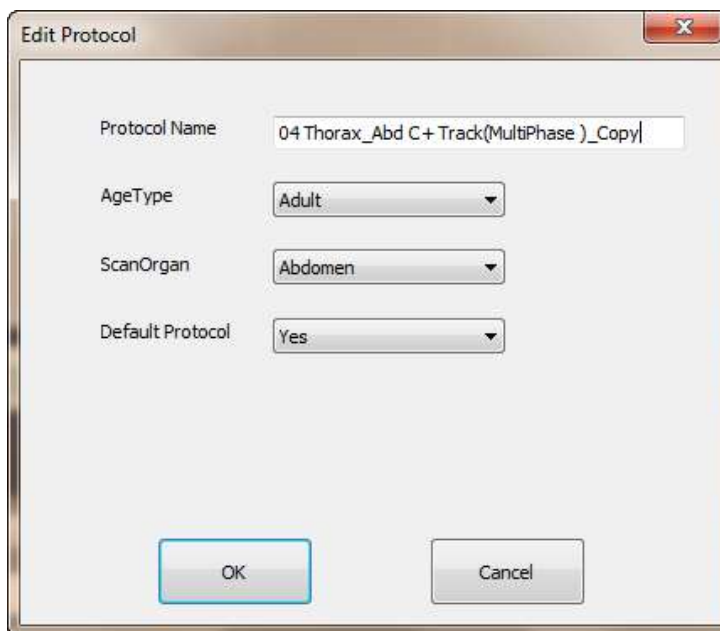 Edit Protocol
Protocol Name 04 Thorax_Abd C+ Track(MultiPhase )_Copy
AgeType Adult
ScanOrgan Abdomen
Default Protocol Yes
OK Cancel